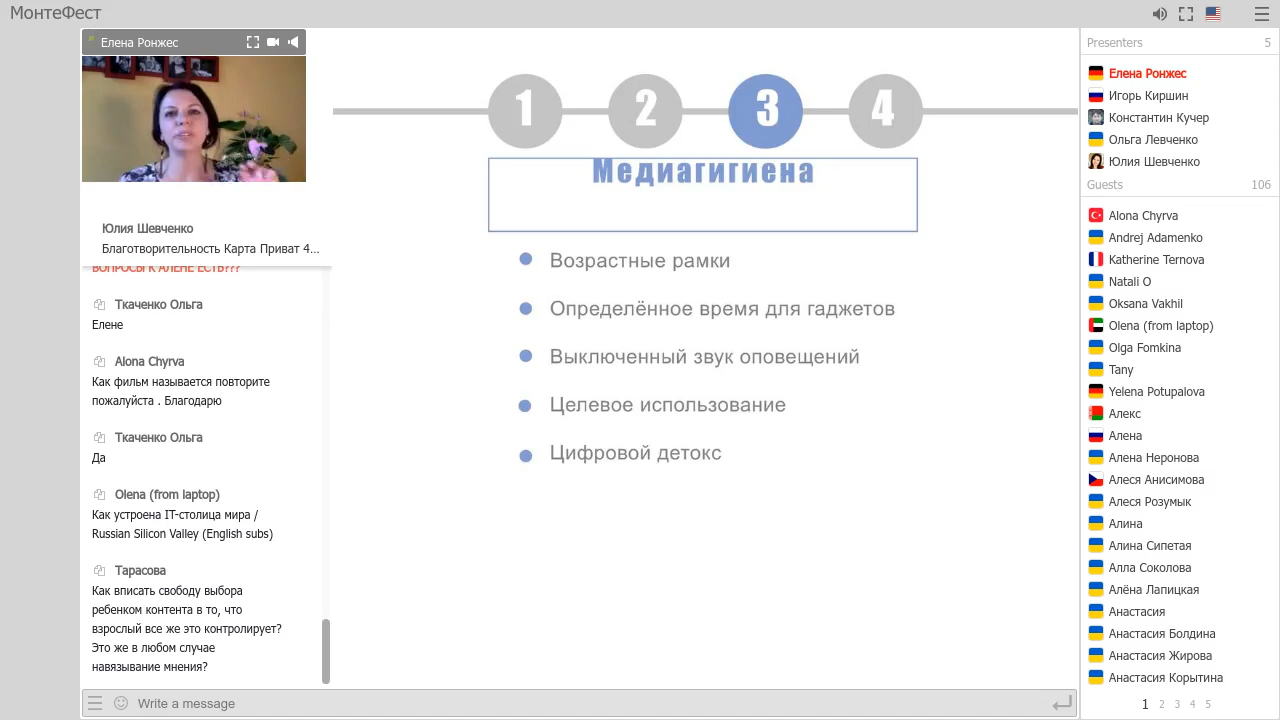 МонтеФест
Елена Ронжес
Юлия Шевченко
Благотворительность Карта Приват 4...
ВОПРОСЫ К АЛЕНЕ ЕСТЬ???
Ткаченко Ольга
Елене
Alona Chyrva
Как фильм называется повторите
пожалуйста . Благодарю
Ткаченко Ольга
Да
Olena (from laptop)
Как устроена IT-столица мира /
Russian Silicon Valley (English subs)
Тарасова
Как вписать свободу выбора
ребенком контента в то, что
взрослый все же это контролирует?
Это же в любом случае
навязывание мнения?
Write a message
1 2 3 4
Медиагигиена
Возрастные рамки
Определённое время для гаджетов
Выключенный звук оповещений
Целевое использование
Цифровой детокс
Presenters 5
Елена Ронжес
Игорь Киршин
Константин Кучер
Ольга Левченко
Юлия Шевченко
Guests 106
Alona Chyrva
Andrej Adamenko
Katherine Ternova
Natali O
Oksana Vakhil
Olena (from laptop)
Olga Fomkina
Tany
Yelena Potupalova
Алекс
Алена
Алена Неронова
Алеся Анисимова
Алеся Розумык
Алина
Алина Сипетая
Алла Соколова
Алёна Лапицкая
Анастасия
Анастасия Болдина
Анастасия Жирова
Анастасия Корытина
1 2 3 4 5